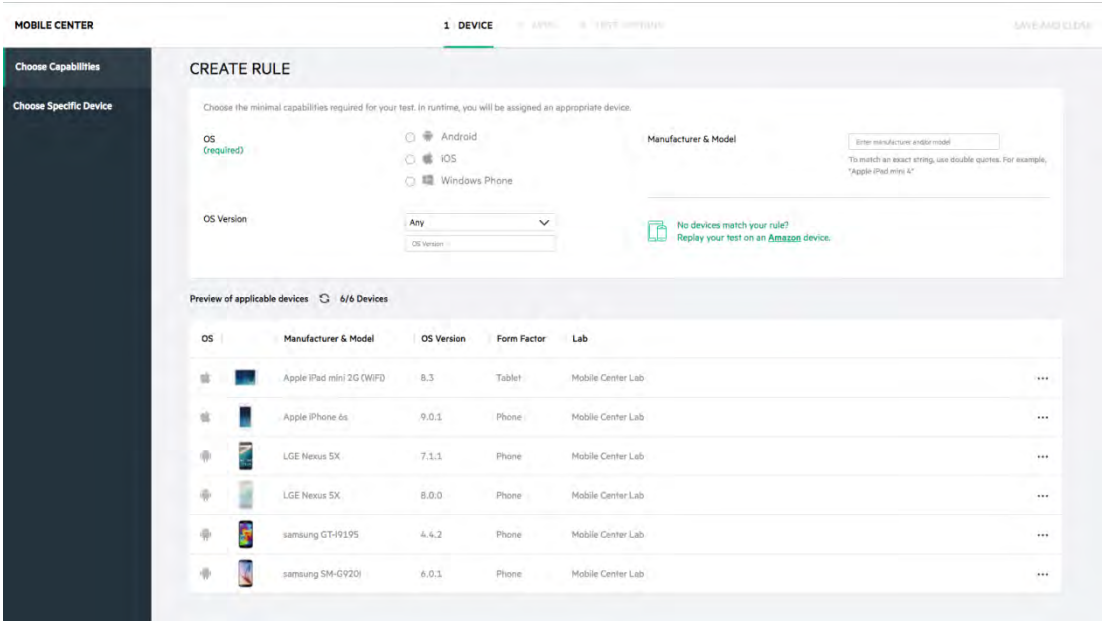 MOBILE CENTER
1 DEVICE
SAVE AND CLOSE
Choose Capabilities
Choose Specific Device
CREATE RULE
Choose the minimal capabilities required for your test. In runtime, you will be assigned an appropriate device.
OS
(required)
Android
iOS
Windows Phone
Manufacturer & Model
Enter manufacturer and/or model
To match an exact string, use double quotes. For example,
"Apple iPad mini 4"
OS Version
Any
OS Version
No devices match your rule?
Replay your test on an Amazon device.
Preview of applicable devices 6/6 Devices
OS Manufacturer & Model OS Version Form Factor Lab
Apple iPad mini 2G (WiFi) 8.3 Tablet Mobile Center Lab
Apple iPhone 6s 9.0.1 Phone Mobile Center Lab
LGE Nexus 5X 7.1.1 Phone Mobile Center Lab
LGE Nexus 5X 8.0.0 Phone Mobile Center Lab
samsung GT-I9195 4.4.2 Phone Mobile Center Lab
samsung SM-G920I 6.0.1 Phone Mobile Center Lab